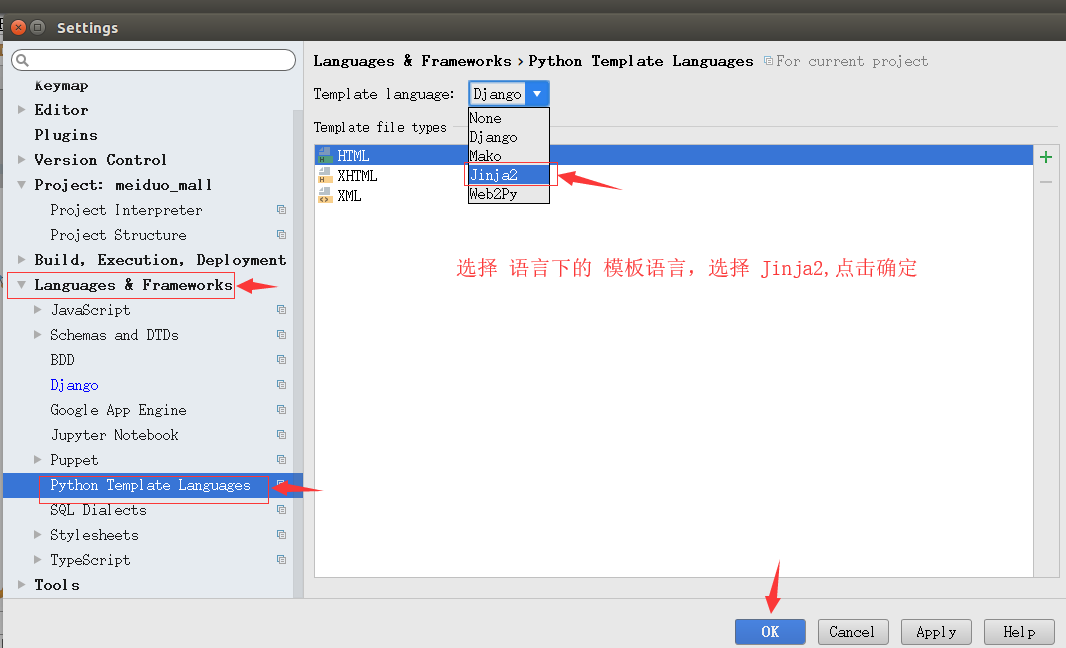 Settings
Keymap
Editor
Plugins
Version Control
Project: meiduo_mall
Project Interpreter
Project Structure
Build, Execution, Deployment
Languages & Frameworks
JavaScript
Schemas and DTDs
BDD
Django
Google App Engine
Jupyter Notebook
Puppet
Python Template Languages
SQL Dialects
Stylesheets
TypeScript
Tools
Languages & Frameworks › Python Template Languages For current project
Template language: Django
None
Django
Mako
Jinja2
Web2Py
Template file types
HTML
XHTML
XML
选择 语言下的 模板语言，选择 Jinja2,点击确定
OK Cancel Apply Help